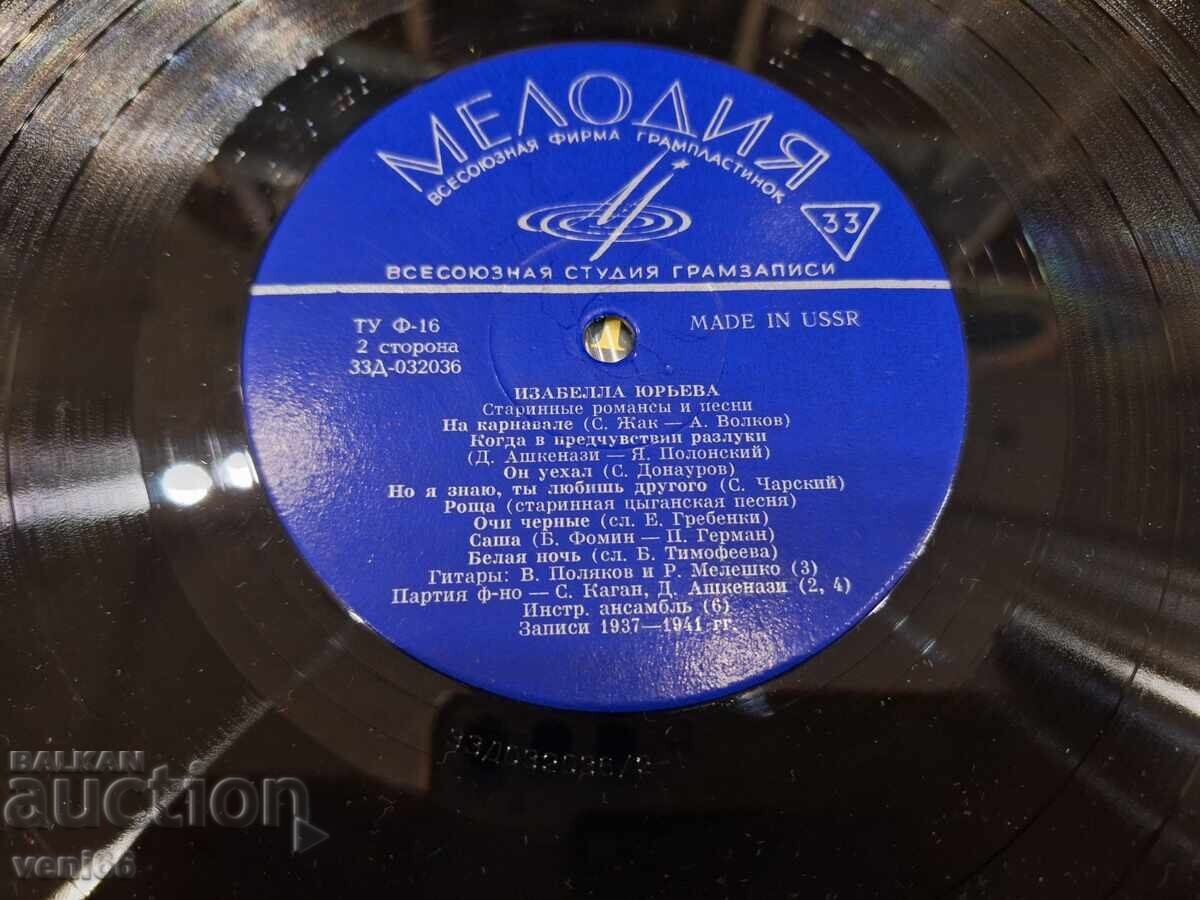 МЕЛОДИЯ
ВСЕСОЮЗНАЯ ФИРМА ГРАМПЛАСТИНОК
33
ВСЕСОЮЗНАЯ СТУДИЯ ГРАМЗАПИСИ
ТУ Ф-16
MADE IN USSR
2 сторона
33Д-032036
ИЗАБЕЛЛА ЮРЬЕВА
Старинные романсы и песни
На карнавале (С. Жак — А. Волков)
Когда в предчувствии разлуки
(Д. Ашкенази — Я. Полонский)
Он уехал (С. Донауров)
Но я знаю, ты любишь другого (С. Чарский)
Роща (старинная цыганская песня)
Очи черные (сл. Е. Гребенки)
Саша (Б. Фомин — П. Герман)
Белая ночь (сл. Б. Тимофеева)
Гитары: В. Поляков и Р. Мелешко (3)
Партия ф-но — С. Каган, Д. Ашкенази (2, 4)
Инстр. ансамбль (6)
Записи 1937—1941 гг.
BALKAN
auction
veni66